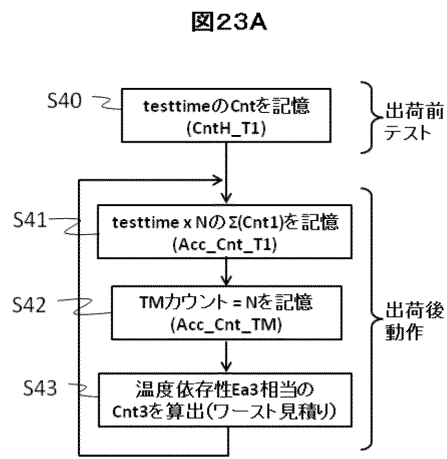 図23A
S40
testtimeのCntを記憶
(CntH_T1)
出荷前
テスト
S41
testtime x NのΣ(Cnt1)を記憶
(Acc_Cnt_T1)
S42
TMカウント = Nを記憶
(Acc_Cnt_TM)
出荷後
動作
S43
温度依存性Ea3相当の
Cnt3を算出(ワースト見積り)